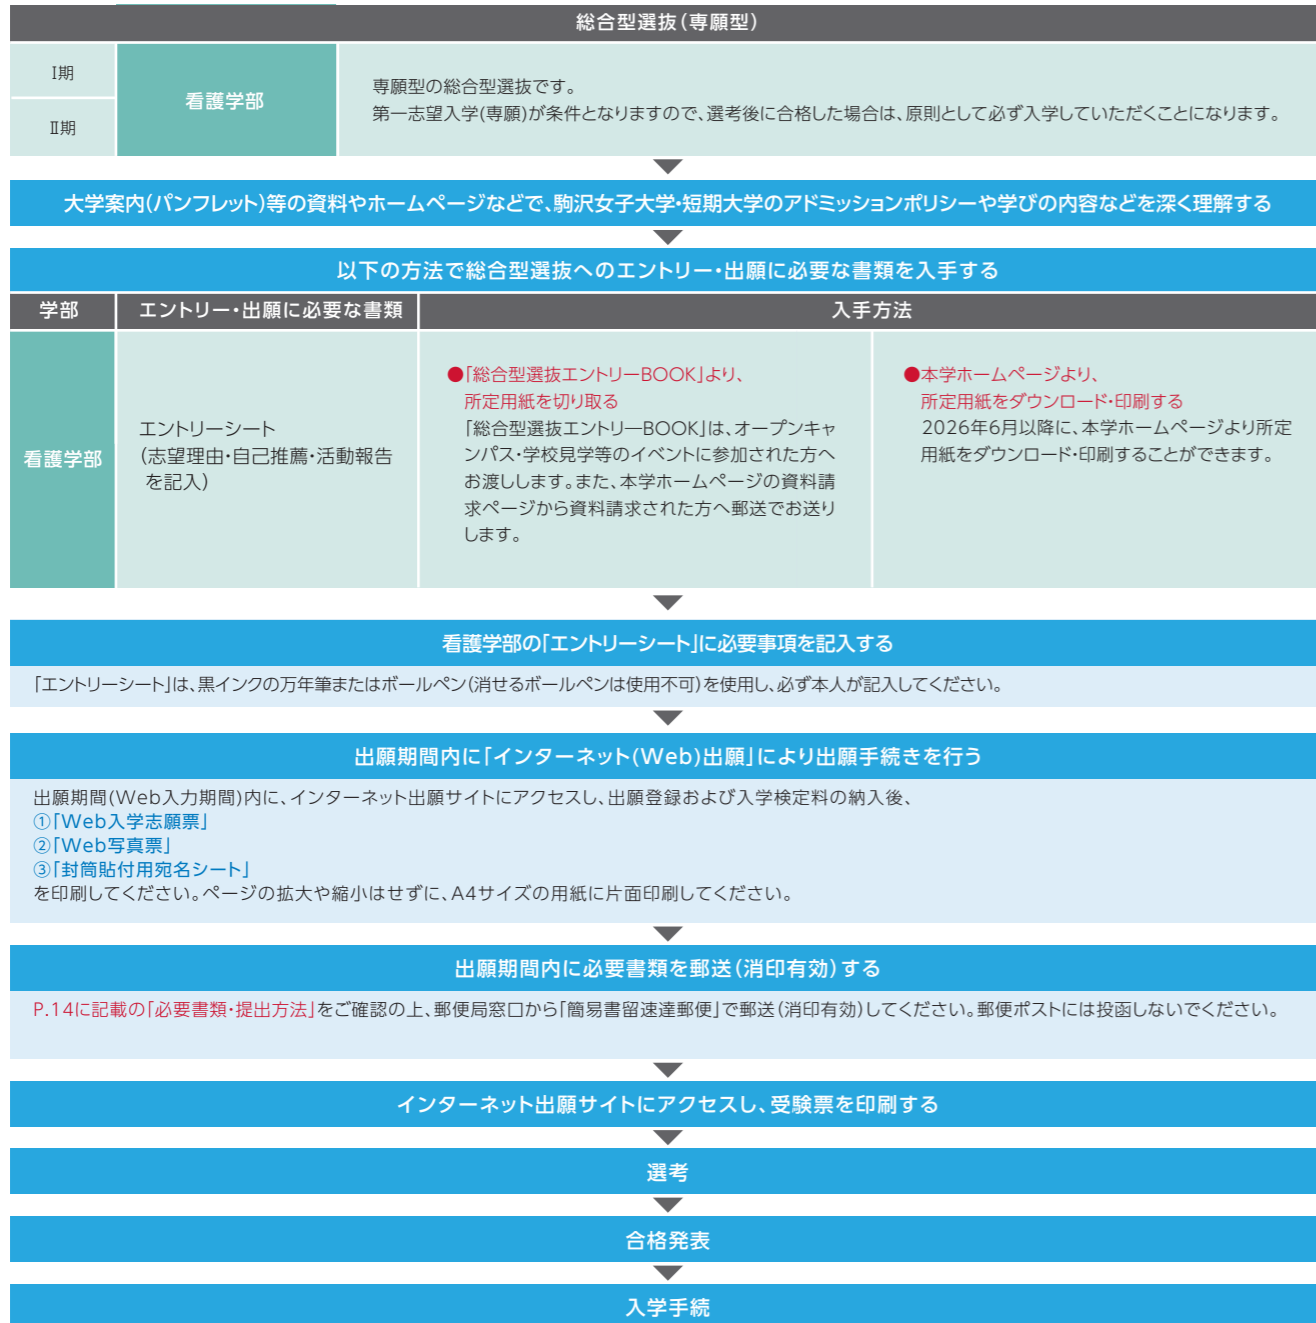 総合型選抜（専願型）
Ⅰ期
Ⅱ期
看護学部
専願型の総合型選抜です。
第一志望入学(専願)が条件となりますので、選考後に合格した場合は、原則として必ず入学していただくことになります。
大学案内(パンフレット)等の資料やホームページなどで、駒沢女子大学・短期大学のアドミッションポリシーや学びの内容などを深く理解する
以下の方法で総合型選抜へのエントリー・出願に必要な書類を入手する
学部
エントリー・出願に必要な書類
入手方法
看護学部
エントリーシート
（志望理由・自己推薦・活動報告
を記入）
●「総合型選抜エントリーBOOK」より、
所定用紙を切り取る
「総合型選抜エントリ―BOOK」は、オープンキャ
ンパス・学校見学等のイベントに参加された方へ
お渡しします。また、本学ホームページの資料請
求ページから資料請求された方へ郵送でお送り
します。
●本学ホームページより、
所定用紙をダウンロード・印刷する
2026年6月以降に、本学ホームページより所定
用紙をダウンロード・印刷することができます。
看護学部の「エントリーシート」に必要事項を記入する
「エントリーシート」は、黒インクの万年筆またはボールペン（消せるボールペンは使用不可）を使用し、必ず本人が記入してください。
出願期間内に「インターネット(Web)出願」により出願手続きを行う
出願期間(Web入力期間)内に、インターネット出願サイトにアクセスし、出願登録および入学検定料の納入後、
①「Web入学志願票」
②「Web写真票」
③「封筒貼付用宛名シート」
を印刷してください。ページの拡大や縮小はせずに、A4サイズの用紙に片面印刷してください。
出願期間内に必要書類を郵送（消印有効）する
P.14に記載の「必要書類・提出方法」をご確認の上、郵便局窓口から「簡易書留速達郵便」で郵送（消印有効）してください。郵便ポストには投函しないでください。
インターネット出願サイトにアクセスし、受験票を印刷する
選考
合格発表
入学手続